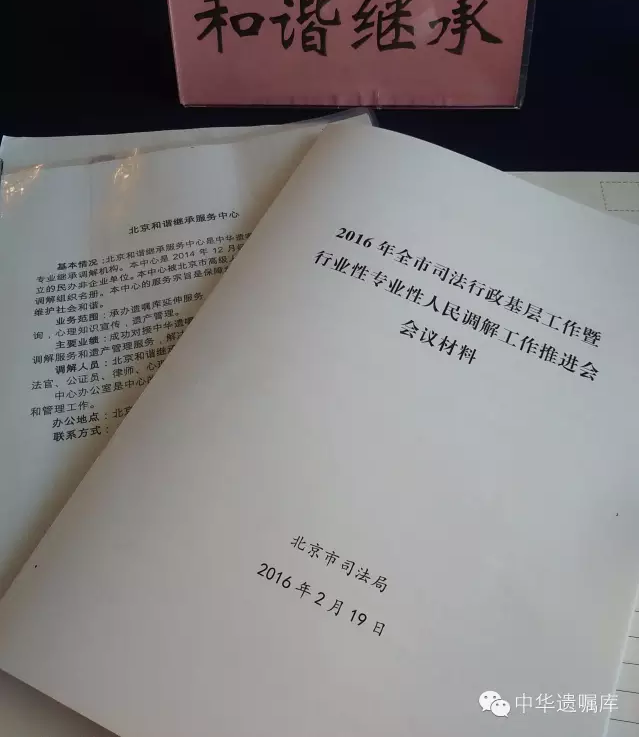 和谐继承
北京和谐继承服务中心
基本情况：北京和谐继承服务中心是中华遗嘱
专业继承调解机构。本中心是2014年12月
立的民办非企业单位。本中心被北京市高级人
调解组织名册。本中心的服务宗旨是保障
维护社会和谐。
业务范围：承办遗嘱库延伸服务
询，心理知识宣传，遗产管理。
主要业绩：成功对接中华遗嘱
调解服务和遗产管理服务，解
调解人员：北京和谐继
法官、公证员、律师、心
中心办公室是中心
和管理工作。
办公地点：北京
联系方式：
2016年全市司法行政基层工作暨
行业性专业性人民调解工作推进会
会议材料
北京市司法局
2016年2月19日
中华遗嘱库